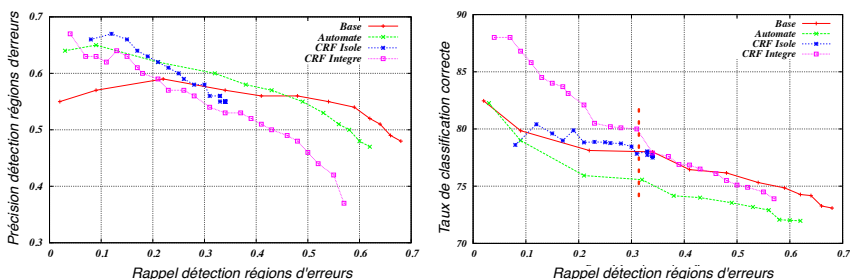 Précision détection régions d'erreurs
0.7
0.6
0.5
0.4
0.3
0
0.1
0.2
0.3
0.4
0.5
0.6
0.7
Rappel détection régions d'erreurs
Base
Automate
CRF Isole
CRF Integre
Taux de classification correcte
90
85
80
75
70
0
0.1
0.2
0.3
0.4
0.5
0.6
0.7
Rappel détection régions d'erreurs
Base
Automate
CRF Isole
CRF Integre